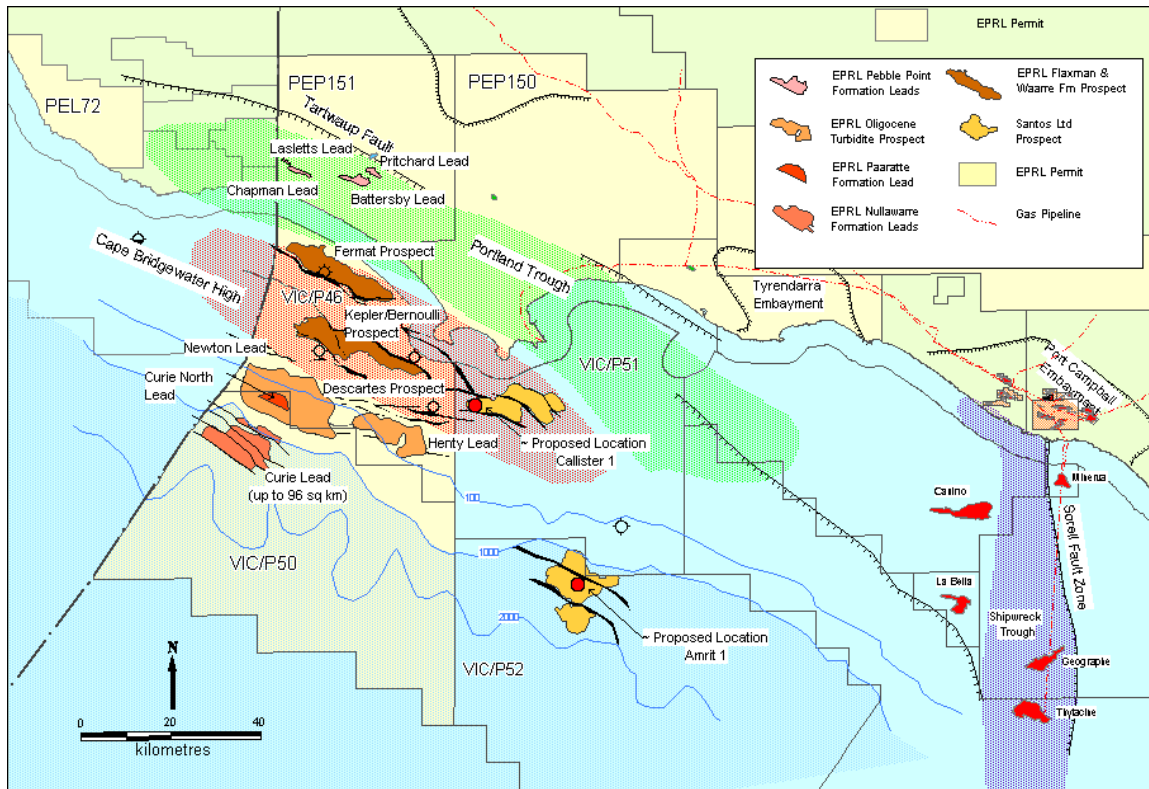 EPRL Permit
EPRL Pebble Point
Formation Leads
EPRL Flaxman &
Waarre Fm Prospect
EPRL Oligocene
Turbidite Prospect
Santos Ltd
Prospect
EPRL Paaratte
Formation Lead
EPRL Permit
EPRL Nullawarre
Formation Leads
Gas Pipeline
PEL72
PEP151
PEP150
Tartwaup Fault
Lasletts Lead
Pritchard Lead
Chapman Lead
Battersby Lead
Cape Bridgewater High
Fermat Prospect
Portland Trough
Tyrendarra
Embayment
VIC/P46
Kepler/Bernoulli
Prospect
Newton Lead
VIC/P51
Port Campball
Embaymant
Curie North
Lead
Descartes Prospect
Henty Lead
~ Proposed Location
Callister 1
Curie Lead
(up to 96 sq km)
100
Minerva
Casino
Sorell Fault Zone
1000
VIC/P50
La Bella
2000
Shipwreck
Trough
~ Proposed Location
Amrit 1
N
VIC/P52
Geographe
Thylacine
0 20 40
kilometres